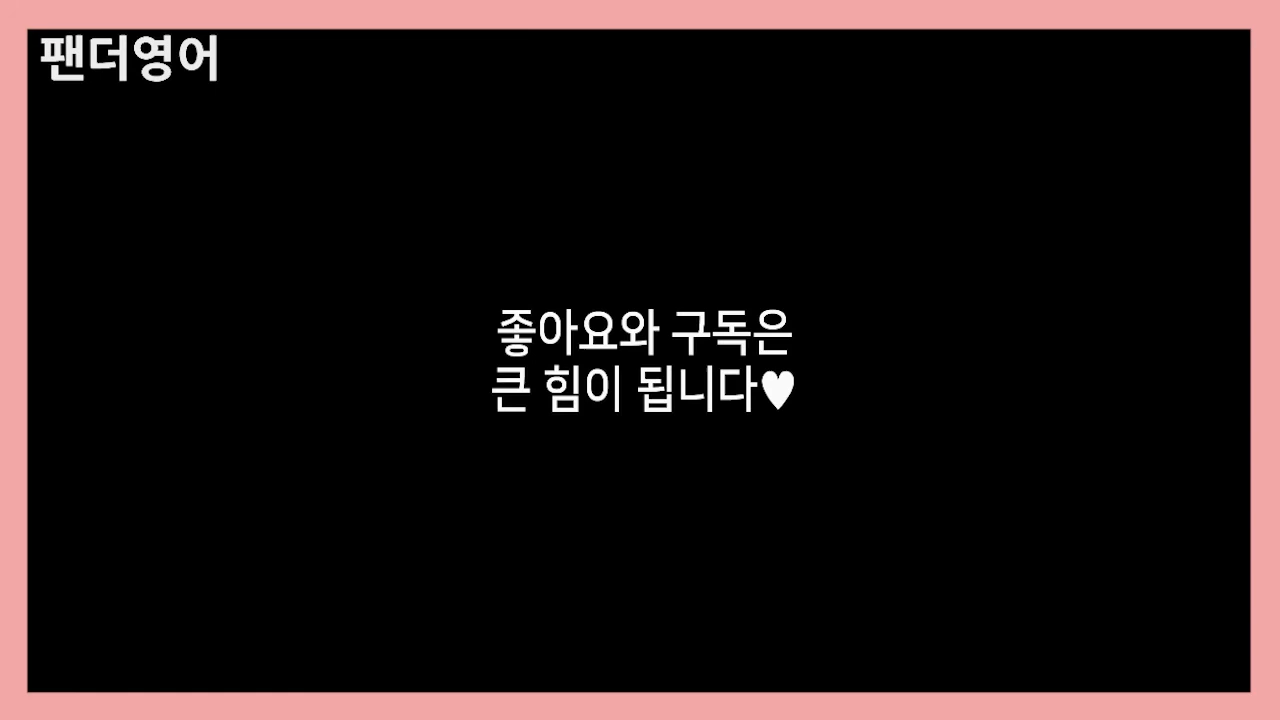 팬더영어
좋아요와 구독은
큰 힘이 됩니다♥